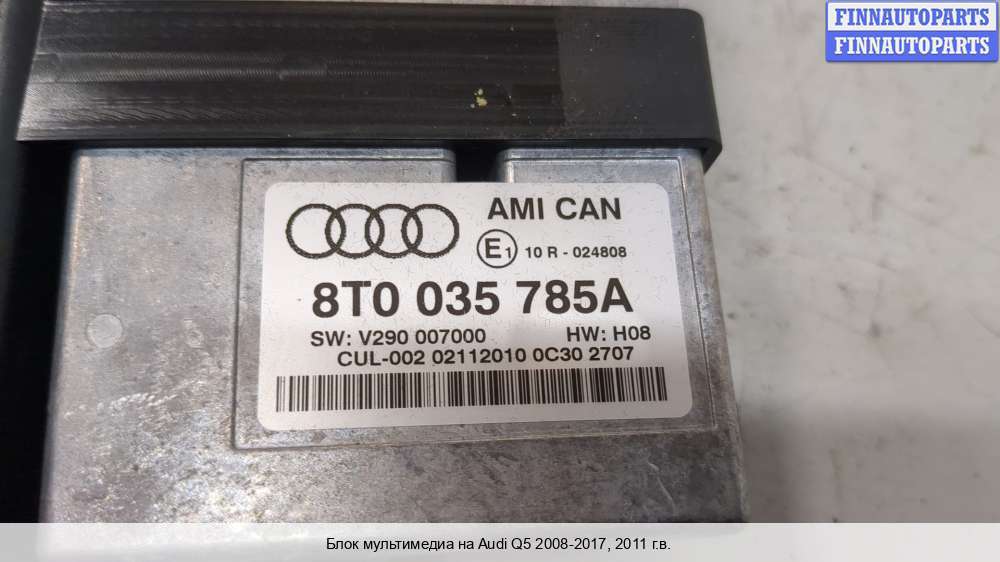 FINNAUTOPARTS
FINNAUTOPARTS
AMI CAN
E1 10 R - 024808
8T0 035 785A
SW: V290 007000 HW: H08
CUL-002 02112010 0C30 2707
Блок мультимедиа на Audi Q5 2008-2017, 2011 г.в.